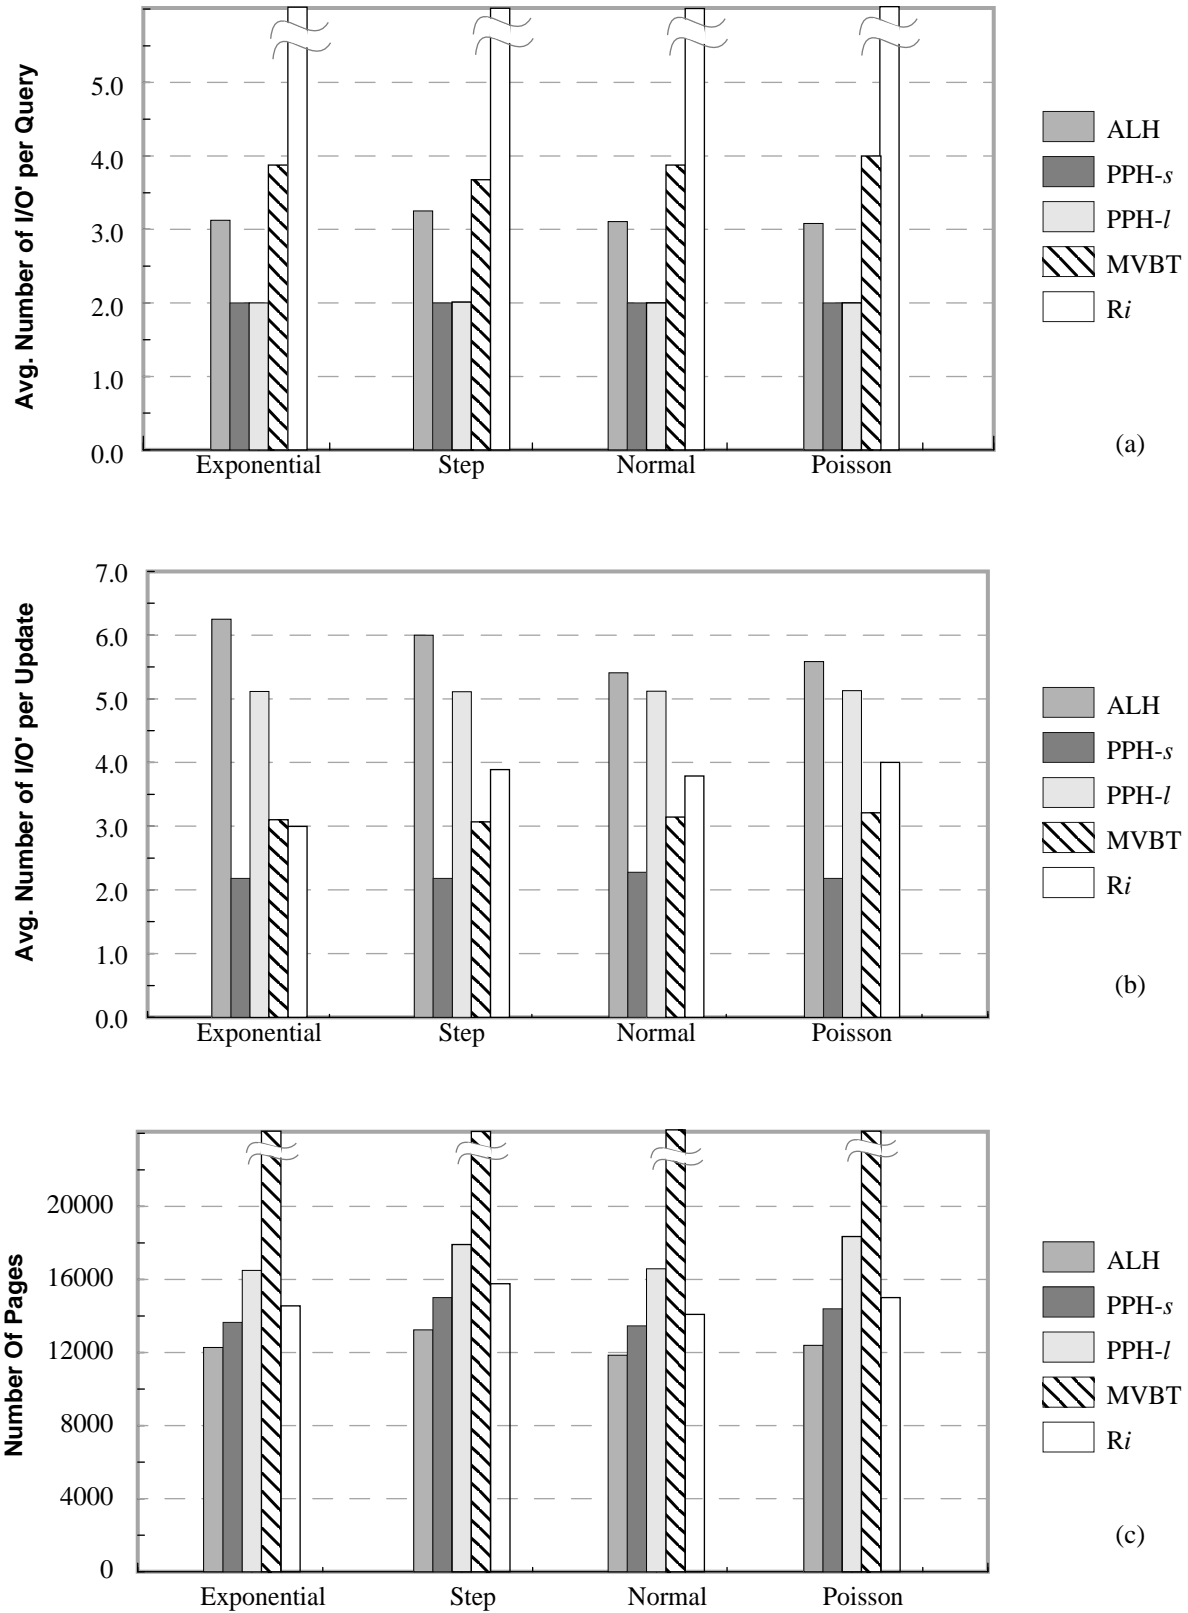 Avg. Number of I/O' per Query
5.0
4.0
3.0
2.0
1.0
0.0
Exponential Step Normal Poisson
ALH
PPH-s
PPH-l
MVBT
Ri
(a)
Avg. Number of I/O' per Update
7.0
6.0
5.0
4.0
3.0
2.0
1.0
0.0
Exponential Step Normal Poisson
ALH
PPH-s
PPH-l
MVBT
Ri
(b)
Number Of Pages
20000
16000
12000
8000
4000
0
Exponential Step Normal Poisson
ALH
PPH-s
PPH-l
MVBT
Ri
(c)